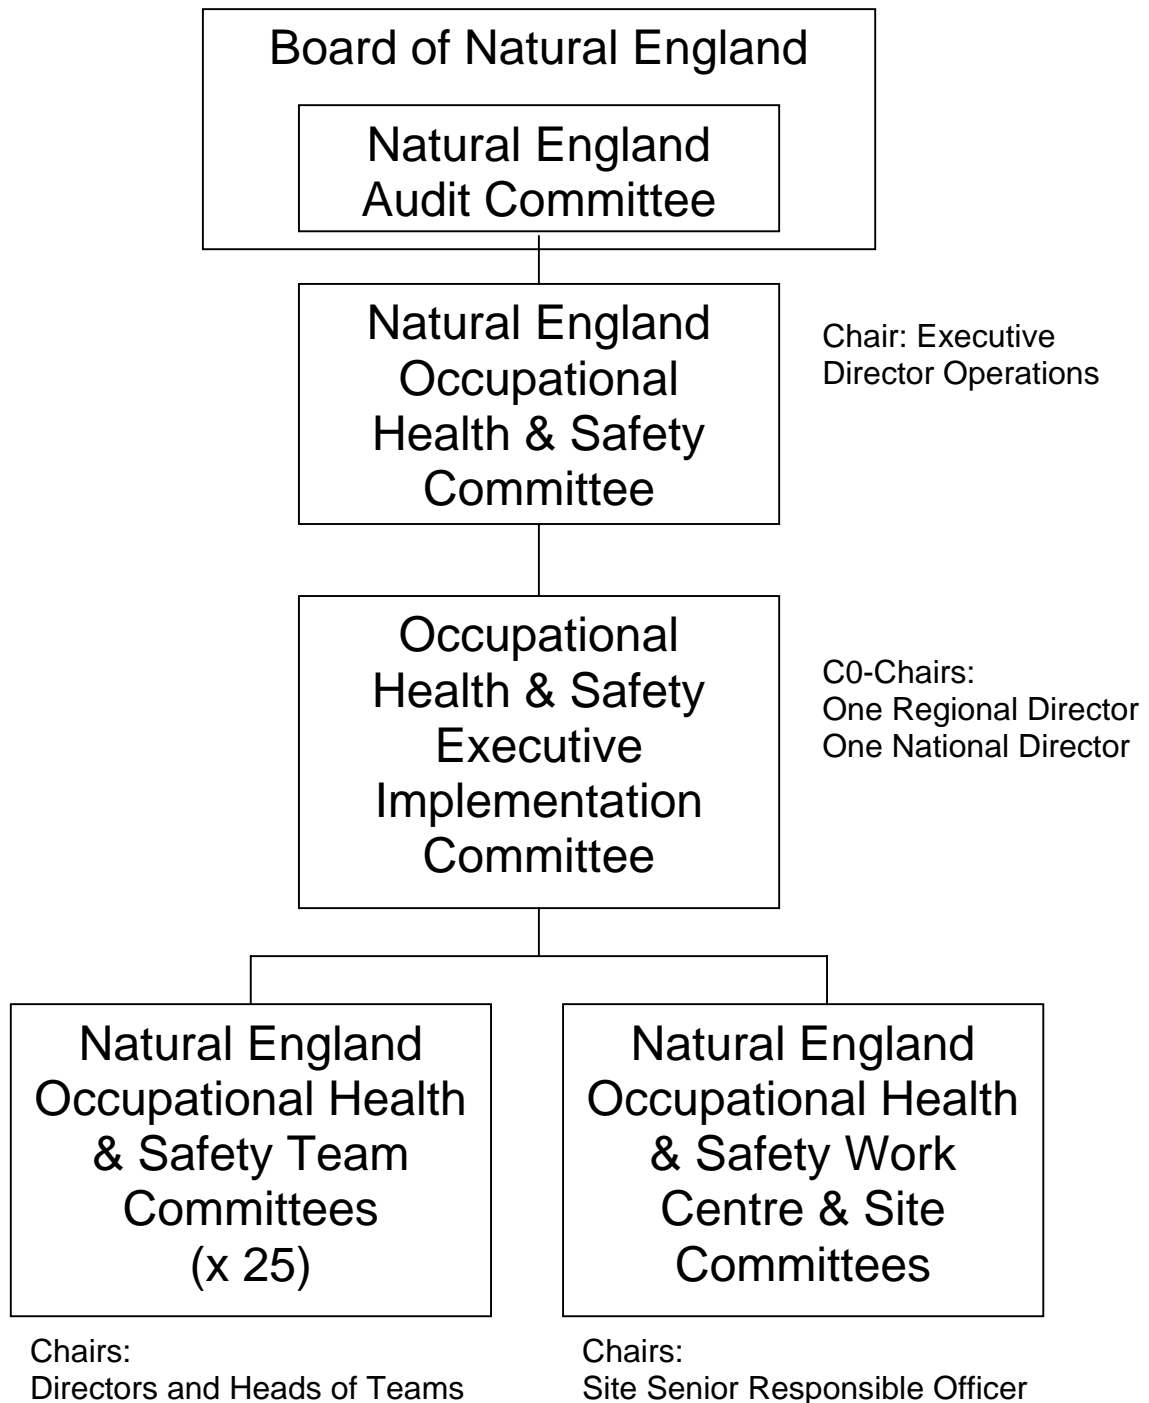 Board of Natural England
Natural England
Audit Committee
Natural England
Occupational
Health & Safety
Committee
Chair: Executive
Director Operations
Occupational
Health & Safety
Executive
Implementation
Committee
C0-Chairs:
One Regional Director
One National Director
Natural England
Occupational Health
& Safety Team
Committees
(x 25)
Chairs:
Directors and Heads of Teams
Natural England
Occupational Health
& Safety Work
Centre & Site
Committees
Chairs:
Site Senior Responsible Officer